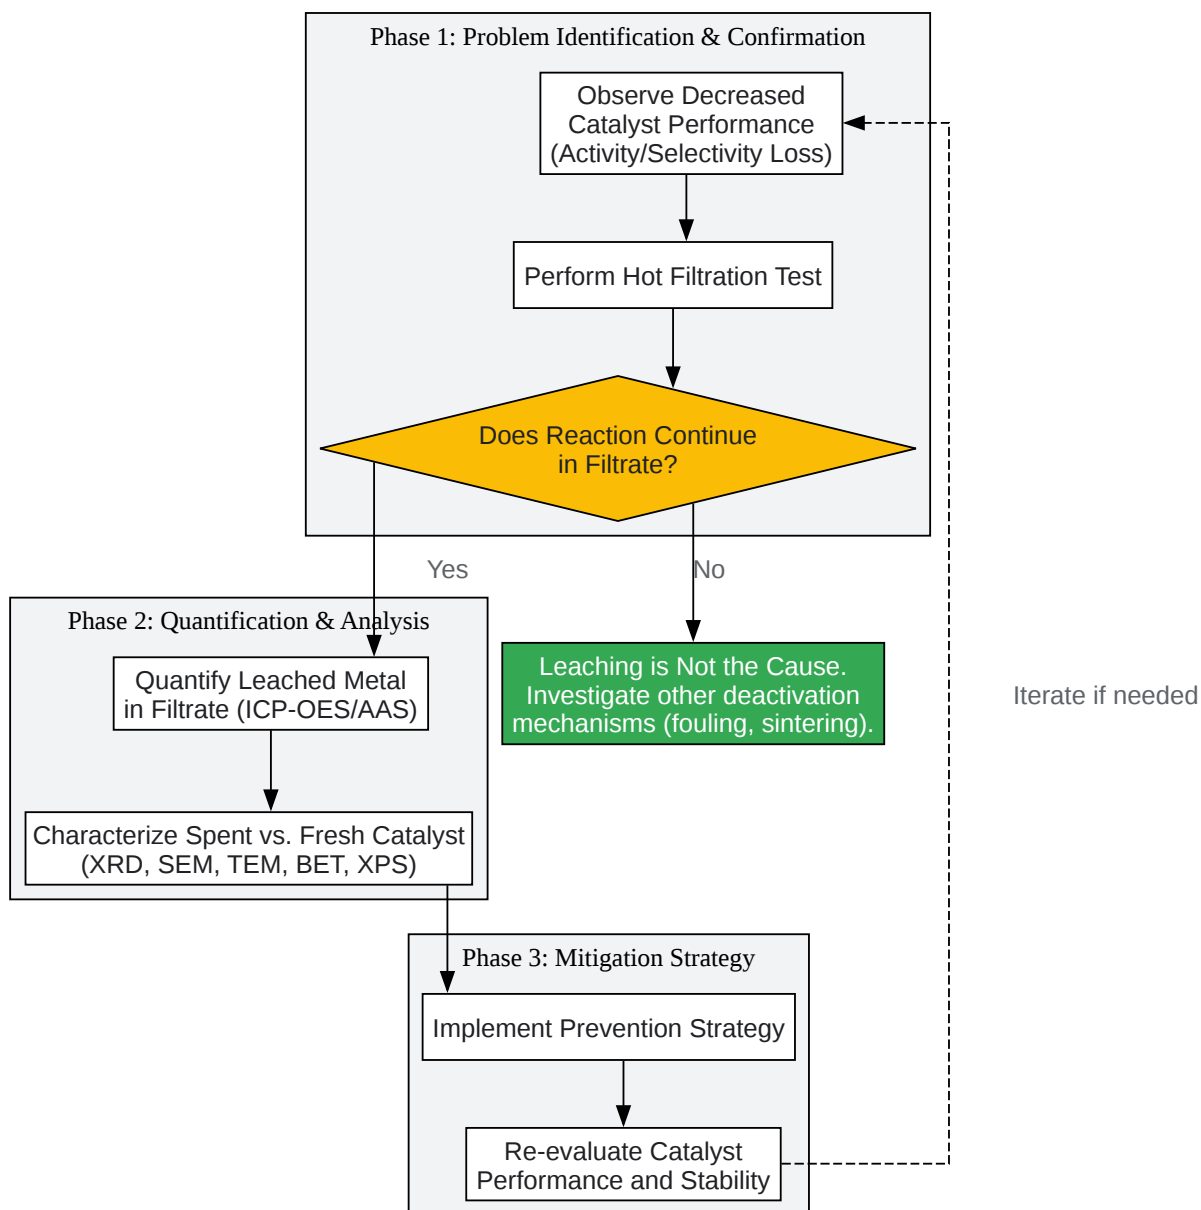 Phase 1: Problem Identification & Confirmation
Observe Decreased
Catalyst Performance
(Activity/Selectivity Loss)
Perform Hot Filtration Test
Does Reaction Continue
in Filtrate?
Yes
No
Phase 2: Quantification & Analysis
Quantify Leached Metal
in Filtrate (ICP-OES/AAS)
Leaching is Not the Cause.
Investigate other deactivation
mechanisms (fouling, sintering).
Iterate if needed
Characterize Spent vs. Fresh Catalyst
(XRD, SEM, TEM, BET, XPS)
Phase 3: Mitigation Strategy
Implement Prevention Strategy
Re-evaluate Catalyst
Performance and Stability